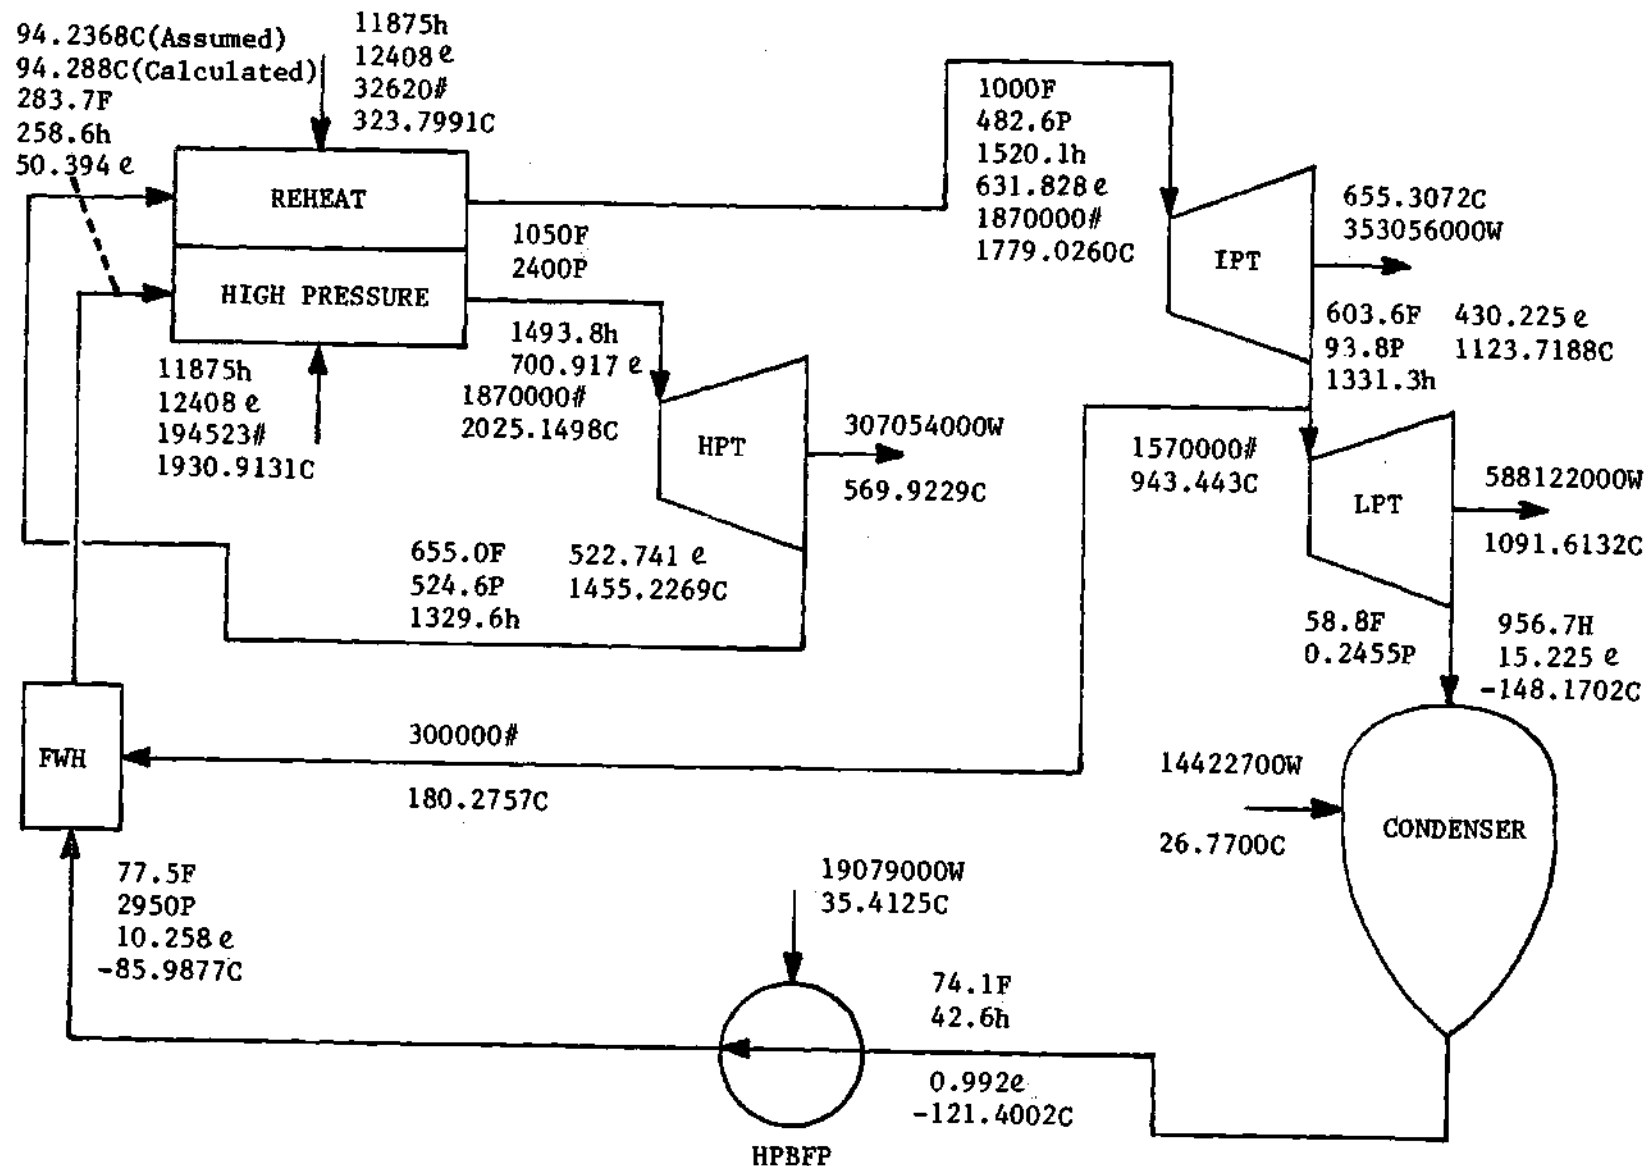 94.2368C(Assumed)
94.288C(Calculated)
283.7F
258.6h
50.394 e
11875h
12408 e
32620#
323.7991C
REHEAT
HIGH PRESSURE
1050F
2400P
1493.8h
700.917 e
1870000#
2025.1498C
11875h
12408 e
194523#
1930.9131C
1000F
482.6P
1520.1h
631.828 e
1870000#
1779.0260C
IPT
655.3072C
353056000W
603.6F
93.8P
1331.3h
430.225 e
1123.7188C
HPT
307054000W
569.9229C
1570000#
943.443C
LPT
588122000W
1091.6132C
655.0F
524.6P
1329.6h
522.741 e
1455.2269C
58.8F
0.2455P
956.7H
15.225 e
-148.1702C
FWH
300000#
180.2757C
14422700W
26.7700C
CONDENSER
77.5F
2950P
10.258 e
-85.9877C
19079000W
35.4125C
74.1F
42.6h
0.992e
-121.4002C
HPBFP